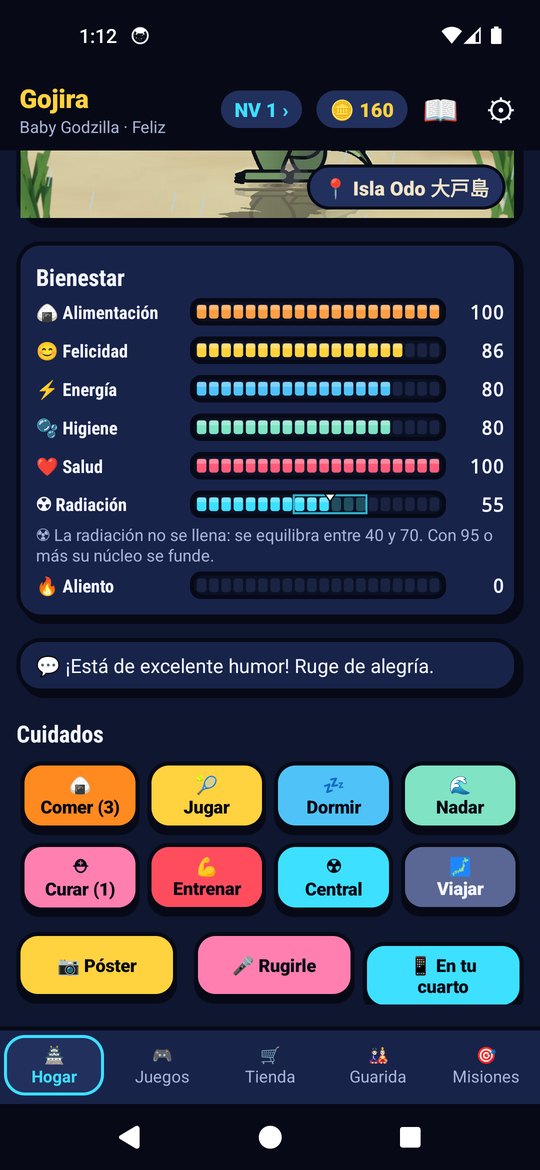 1:12
Gojira
Baby Godzilla · Feliz
NV 1 ›
160
Isla Odo 大戸島
Bienestar
Alimentación 100
Felicidad 86
Energía 80
Higiene 80
Salud 100
☢ Radiación 55
☢ La radiación no se llena: se equilibra entre 40 y 70. Con 95 o
más su núcleo se funde.
Aliento 0
¡Está de excelente humor! Ruge de alegría.
Cuidados
Comer (3)
Jugar
Dormir
Nadar
Curar (1)
Entrenar
Central
Viajar
Póster
Rugirle
En tu
cuarto
Hogar
Juegos
Tienda
Guarida
Misiones